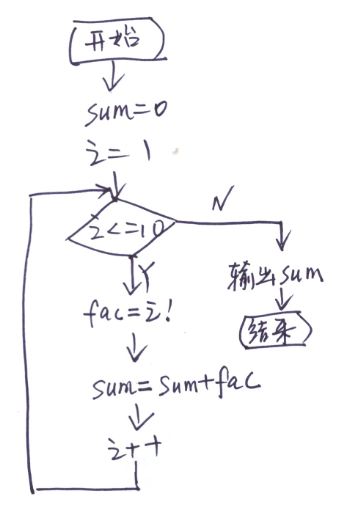 开始
sum=0
i=1
i<=10
N
Y
fac=i!
sum=sum+fac
i++
输出sum
结束